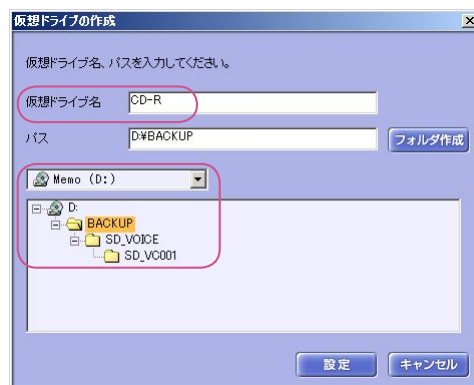 仮想ドライブの作成
仮想ドライブ名、パスを入力してください。
仮想ドライブ名 CD-R
パス D:¥BACKUP フォルダ作成
Memo (D:)
D:
BACKUP
SD_VOICE
SD_VC001
設定 キャンセル